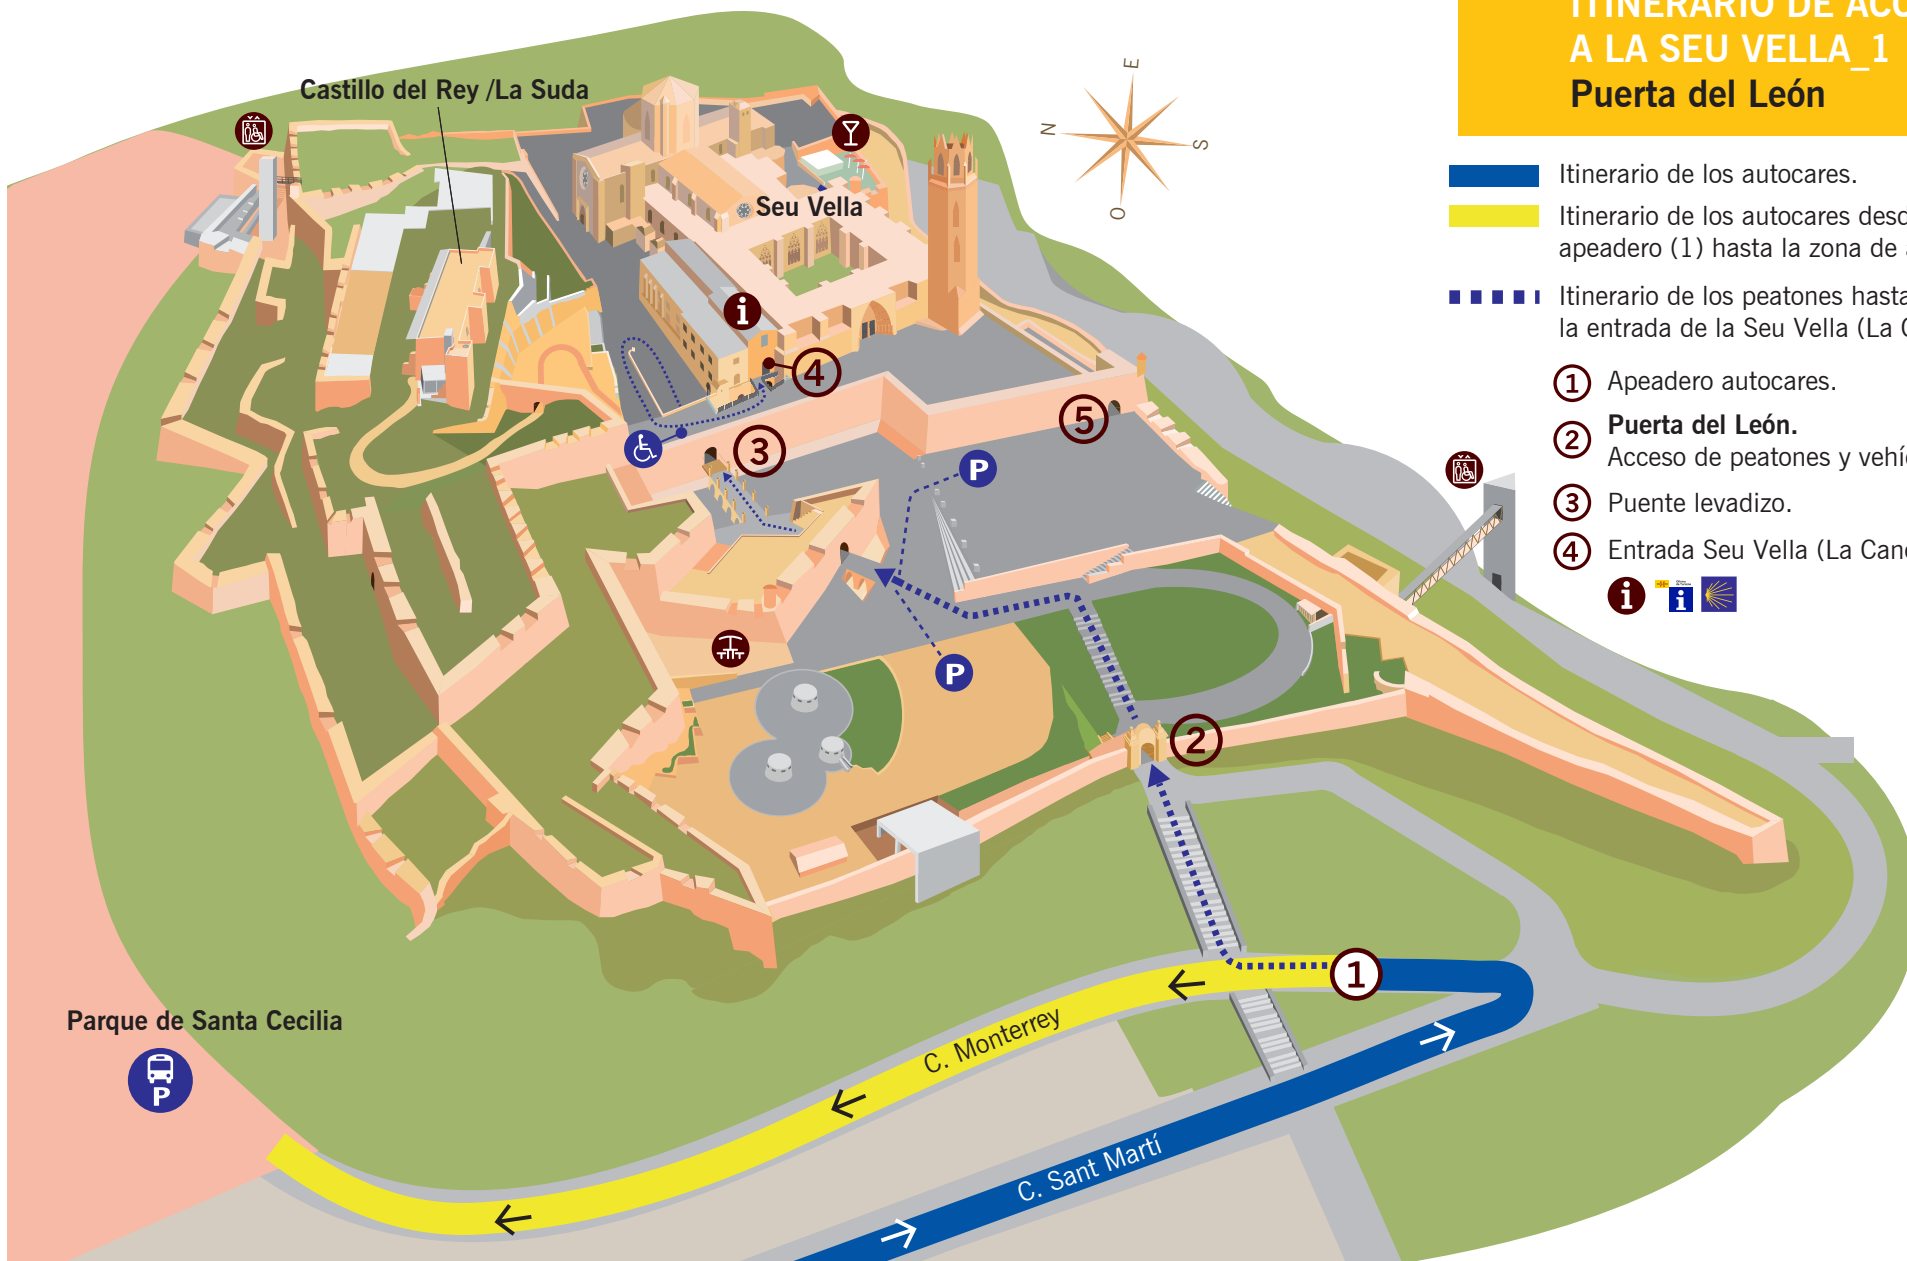 A LA SEU VELLA_1
Puerta del León
Itinerario de los autocares.
Itinerario de los autocares
apeadero (1) hasta la zona de
Itinerario de los peatones hasta
la entrada de la Seu Vella (La
1 Apeadero autocares.
2 Puerta del León.
Acceso de peatones y
3 Puente levadizo.
4 Entrada Seu Vella (La
i
i
Castillo del Rey /La Suda
Seu Vella
E
N
S
O
i
4
5
3
P
P
2
1
Parque de Santa Cecilia
P
C. Monterrey
C. Sant Martí
ITINERARIO DE